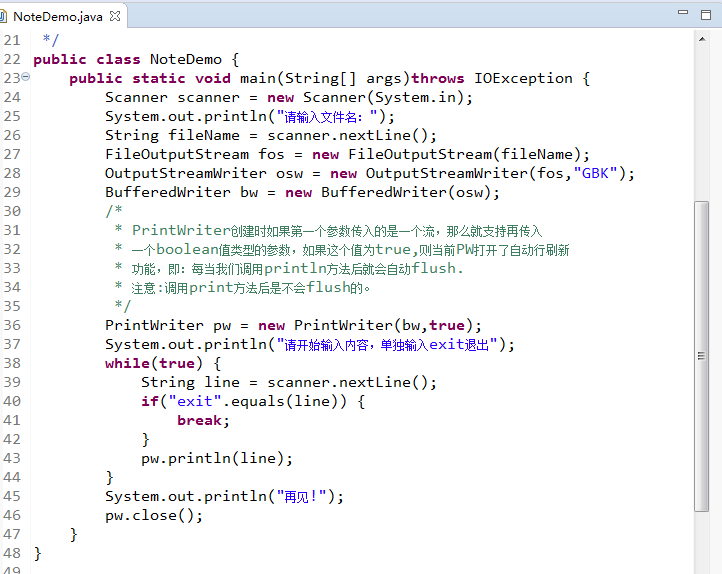 NoteDemo.java
21 */
22 public class NoteDemo {
23 public static void main(String[] args)throws IOException {
24 Scanner scanner = new Scanner(System.in);
25 System.out.println("请输入文件名: ");
26 String fileName = scanner.nextLine();
27 FileOutputStream fos = new FileOutputStream(fileName);
28 OutputStreamWriter osw = new OutputStreamWriter(fos,"GBK");
29 BufferedWriter bw = new BufferedWriter(osw);
30 /*
31 * PrintWriter创建时如果第一个参数传入的是一个流，那么就支持再传入
32 * 一个boolean值类型的参数，如果这个值为true,则当前PW打开了自动行刷新
33 * 功能，即：每当我们调用println方法后就会自动flush.
34 * 注意:调用print方法后是不会flush的。
35 */
36 PrintWriter pw = new PrintWriter(bw,true);
37 System.out.println("请开始输入内容，单独输入exit退出");
38 while(true) {
39 String line = scanner.nextLine();
40 if("exit".equals(line)) {
41 break;
42 }
43 pw.println(line);
44 }
45 System.out.println("再见!");
46 pw.close();
47 }
48 }
49